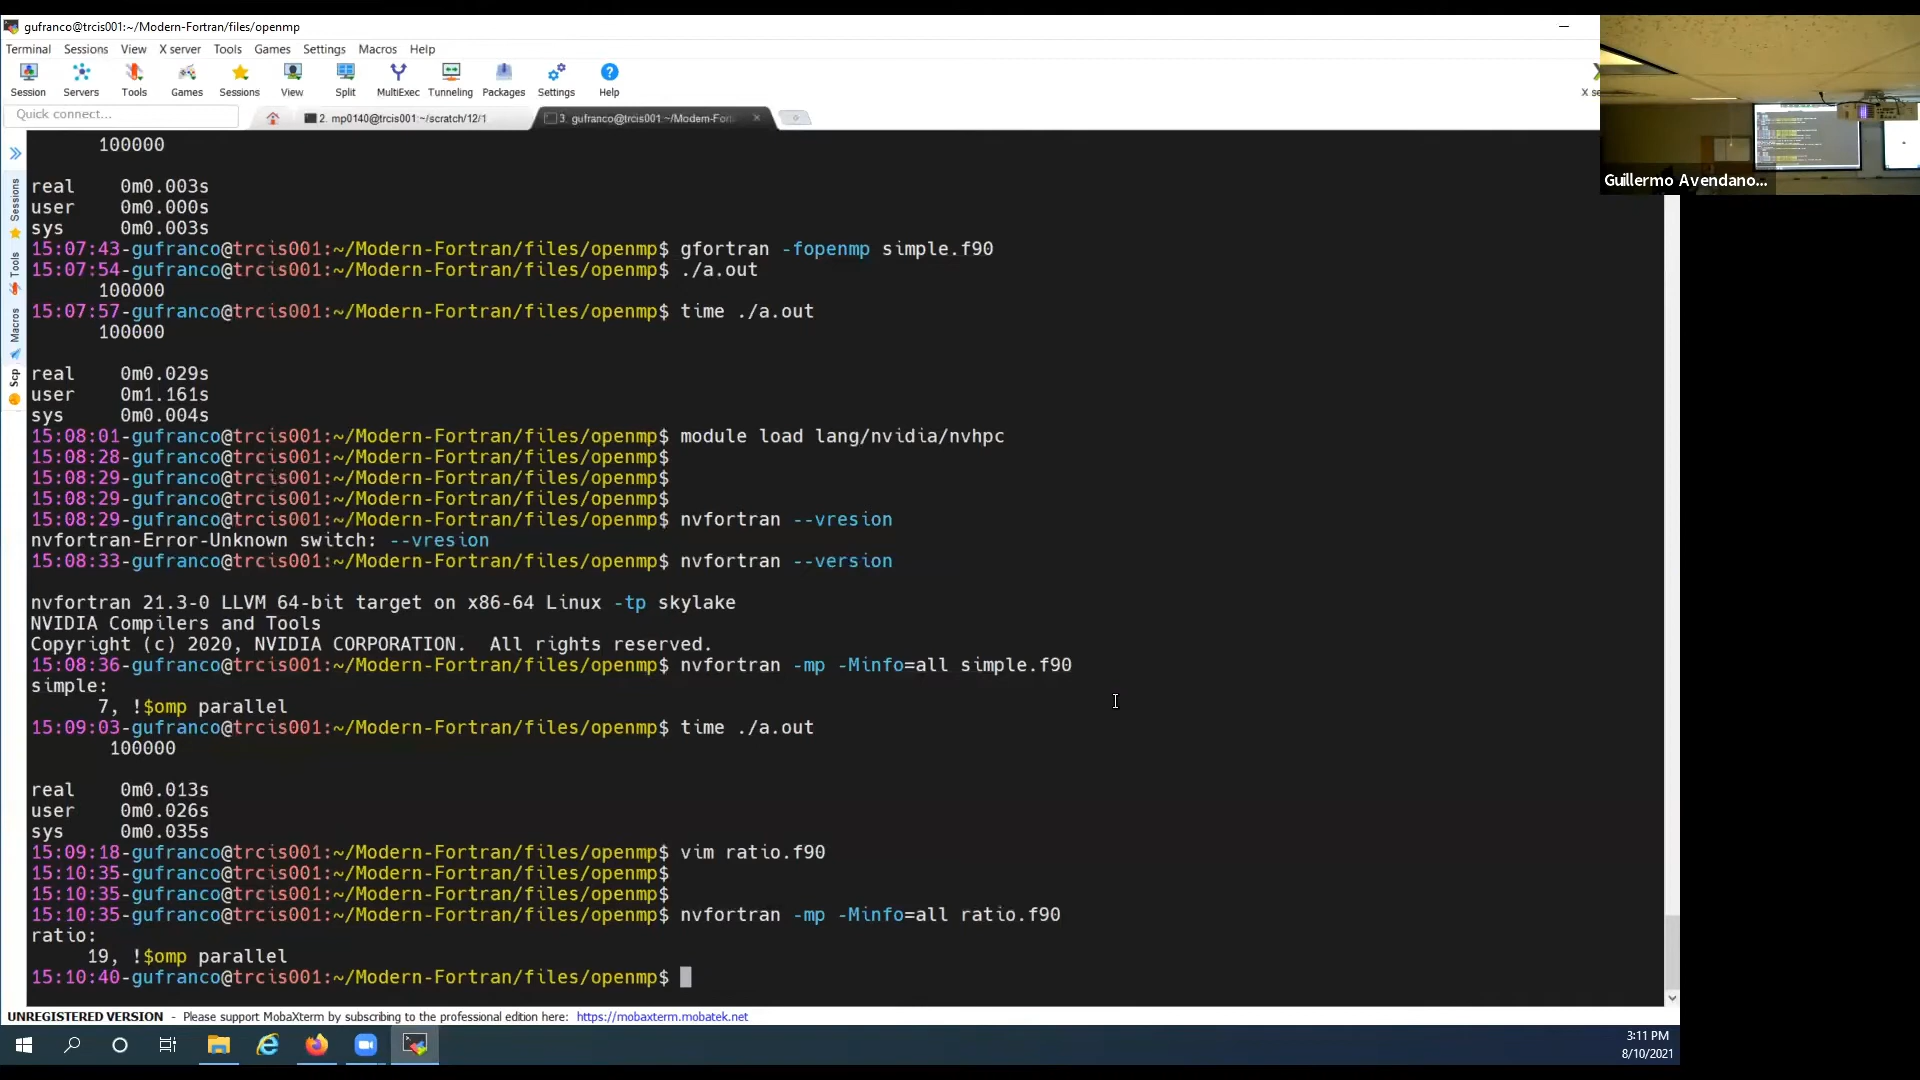 gufranco@trcis001:~/Modern-Fortran/files/openmp
Terminal Sessions View X server Tools Games Settings Macros Help
Session Servers Tools Games Sessions View Split MultiExec Tunneling Packages Settings Help
X se
Quick connect...
2. mp0140@trcis001:~/scratch/12/1
3. gufranco@trcis001:~/Modern-Fort
Guillermo Avendano...
Sessions
Tools
Macros
Scp
100000
real 0m0.003s
user 0m0.000s
sys 0m0.003s
15:07:43-gufranco@trcis001:~/Modern-Fortran/files/openmp$ gfortran -fopenmp simple.f90
15:07:54-gufranco@trcis001:~/Modern-Fortran/files/openmp$ ./a.out
100000
15:07:57-gufranco@trcis001:~/Modern-Fortran/files/openmp$ time ./a.out
100000
real 0m0.029s
user 0m1.161s
sys 0m0.004s
15:08:01-gufranco@trcis001:~/Modern-Fortran/files/openmp$ module load lang/nvidia/nvhpc
15:08:28-gufranco@trcis001:~/Modern-Fortran/files/openmp$
15:08:29-gufranco@trcis001:~/Modern-Fortran/files/openmp$
15:08:29-gufranco@trcis001:~/Modern-Fortran/files/openmp$
15:08:29-gufranco@trcis001:~/Modern-Fortran/files/openmp$ nvfortran --vresion
nvfortran-Error-Unknown switch: --vresion
15:08:33-gufranco@trcis001:~/Modern-Fortran/files/openmp$ nvfortran --version
nvfortran 21.3-0 LLVM 64-bit target on x86-64 Linux -tp skylake
NVIDIA Compilers and Tools
Copyright (c) 2020, NVIDIA CORPORATION.  All rights reserved.
15:08:36-gufranco@trcis001:~/Modern-Fortran/files/openmp$ nvfortran -mp -Minfo=all simple.f90
simple:
7, !$omp parallel
15:09:03-gufranco@trcis001:~/Modern-Fortran/files/openmp$ time ./a.out
100000
real 0m0.013s
user 0m0.026s
sys 0m0.035s
15:09:18-gufranco@trcis001:~/Modern-Fortran/files/openmp$ vim ratio.f90
15:10:35-gufranco@trcis001:~/Modern-Fortran/files/openmp$
15:10:35-gufranco@trcis001:~/Modern-Fortran/files/openmp$
15:10:35-gufranco@trcis001:~/Modern-Fortran/files/openmp$ nvfortran -mp -Minfo=all ratio.f90
ratio:
19, !$omp parallel
15:10:40-gufranco@trcis001:~/Modern-Fortran/files/openmp$
UNREGISTERED VERSION - Please support MobaXterm by subscribing to the professional edition here: https://mobaxterm.mobatek.net
3:11 PM
8/10/2021